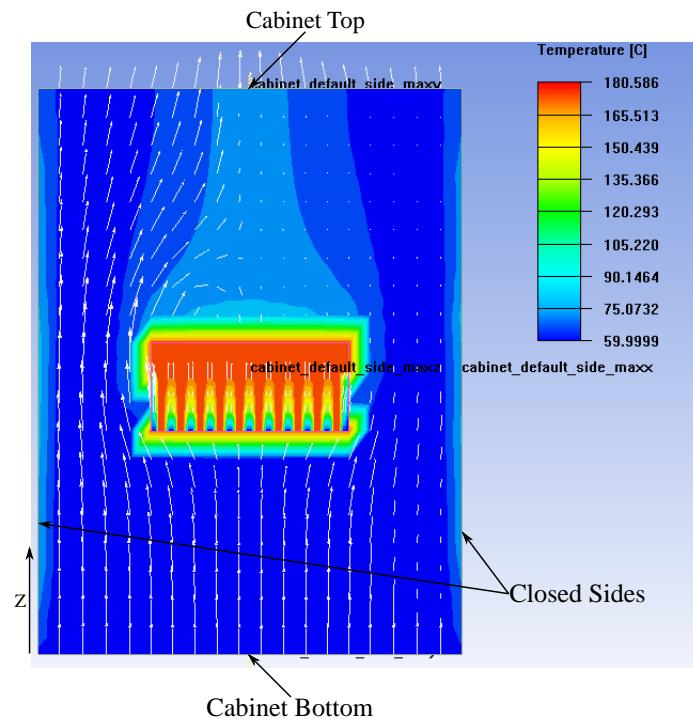 Cabinet Top
Temperature [C]
cabinet_default_side_maxy
180.586
165.513
150.439
135.366
120.293
105.220
90.1464
75.0732
59.9999
cabinet_default_side_maxz cabinet_default_side_maxx
Z
Closed Sides
Cabinet Bottom